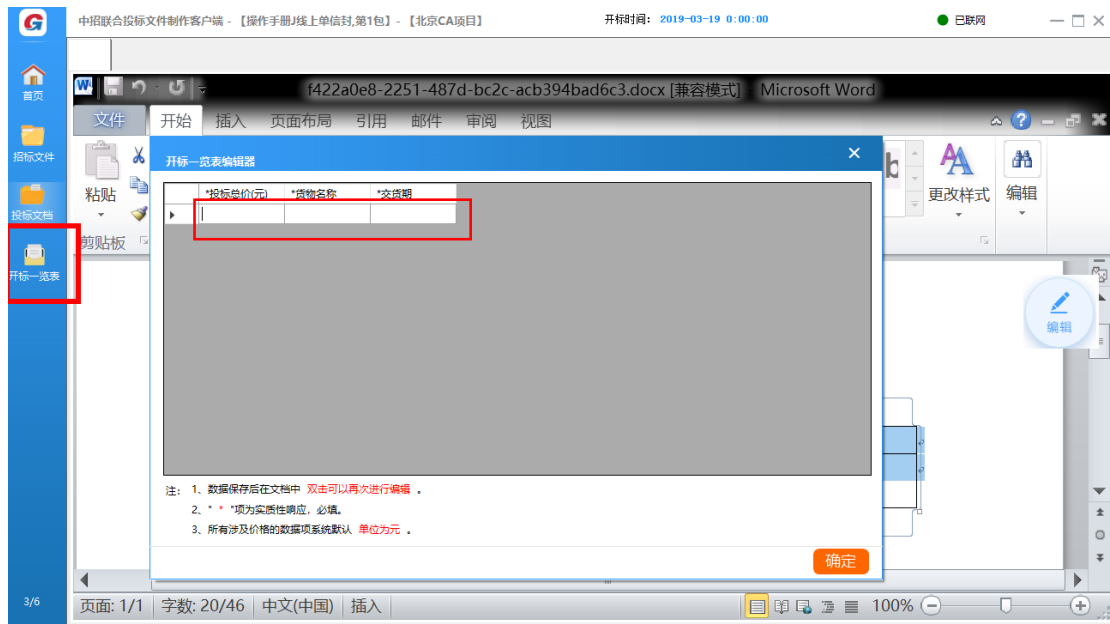 中招联合投标文件制作客户端 - 【操作手册J线上单信封,第1包】-【北京CA项目】 开标时间: 2019-03-19 0:00:00 已联网
首页
招标文件
投标文档
开标一览表
3/6
f422a0e8-2251-487d-bc2c-acb394bad6c3.docx [兼容模式] Microsoft Word
文件 开始 插入 页面布局 引用 邮件 审阅 视图
粘贴
剪贴板
更改样式
编辑
开标一览表编辑器
*投标总价(元) *货物名称 *交货期
注: 1、数据保存后在文档中 双击可以再次进行编辑 。
2、" * "项为实质性响应, 必填。
3、所有涉及价格的数据项系统默认 单位为元 。
确定
编辑
页面: 1/1 字数: 20/46 中文(中国) 插入 100%